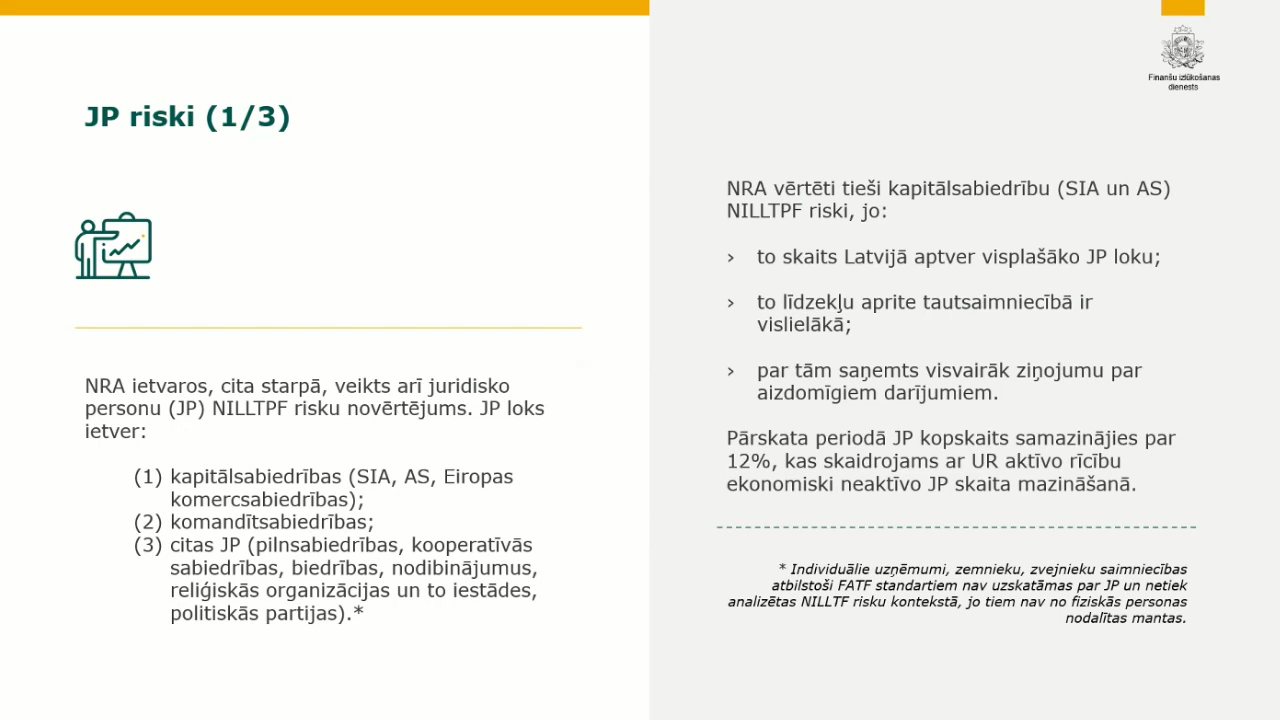 JP riski (1/3)
NRA ietvaros, cita starpā, veikts arī juridisko
personu (JP) NILLTPF risku novērtējums. JP loks
ietver:
(1) kapitālsabiedrības (SIA, AS, Eiropas
komercsabiedrības);
(2) komandītsabiedrības;
(3) citas JP (pilnsabiedrības, kooperatīvās
sabiedrības, biedrības, nodibinājumus,
reliģiskās organizācijas un to iestādes,
politiskās partijas).*
Finanšu izlūkošanas
dienests
NRA vērtēti tieši kapitālsabiedrību (SIA un AS)
NILLTPF riski, jo:
› to skaits Latvijā aptver visplašāko JP loku;
› to līdzekļu aprite tautsaimniecībā ir
vislielākā;
› par tām saņemts visvairāk ziņojumu par
aizdomīgiem darījumiem.
Pārskata periodā JP kopskaits samazinājies par
12%, kas skaidrojams ar UR aktīvo rīcību
ekonomiski neaktīvo JP skaita mazināšanā.
* Individuālie uzņēmumi, zemnieku, zvejnieku saimniecības
atbilstoši FATF standartiem nav uzskatāmas par JP un netiek
analizētas NILLTF risku kontekstā, jo tiem nav no fiziskās personas
nodalītas mantas.